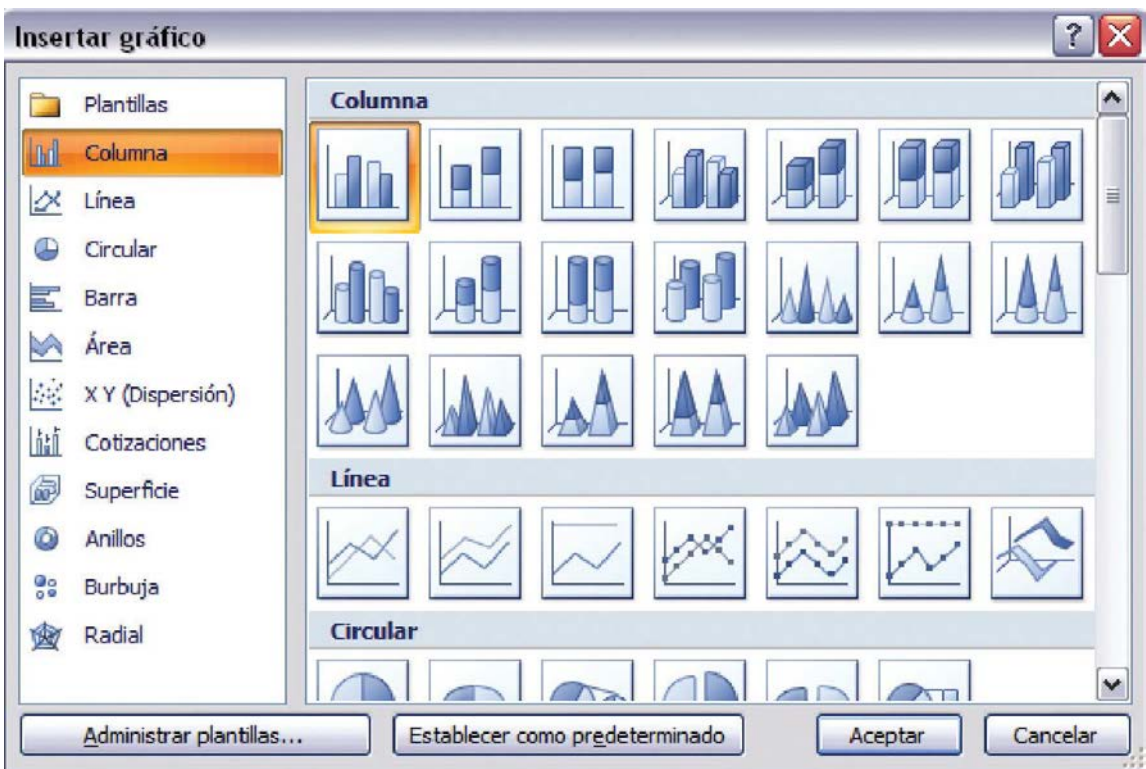 Insertar gráfico
?
Plantillas
Columna
Línea
Circular
Barra
Área
X Y (Dispersión)
Cotizaciones
Superficie
Anillos
Burbuja
Radial
Columna
Línea
Circular
Administrar plantillas...
Establecer como predeterminado
Aceptar
Cancelar